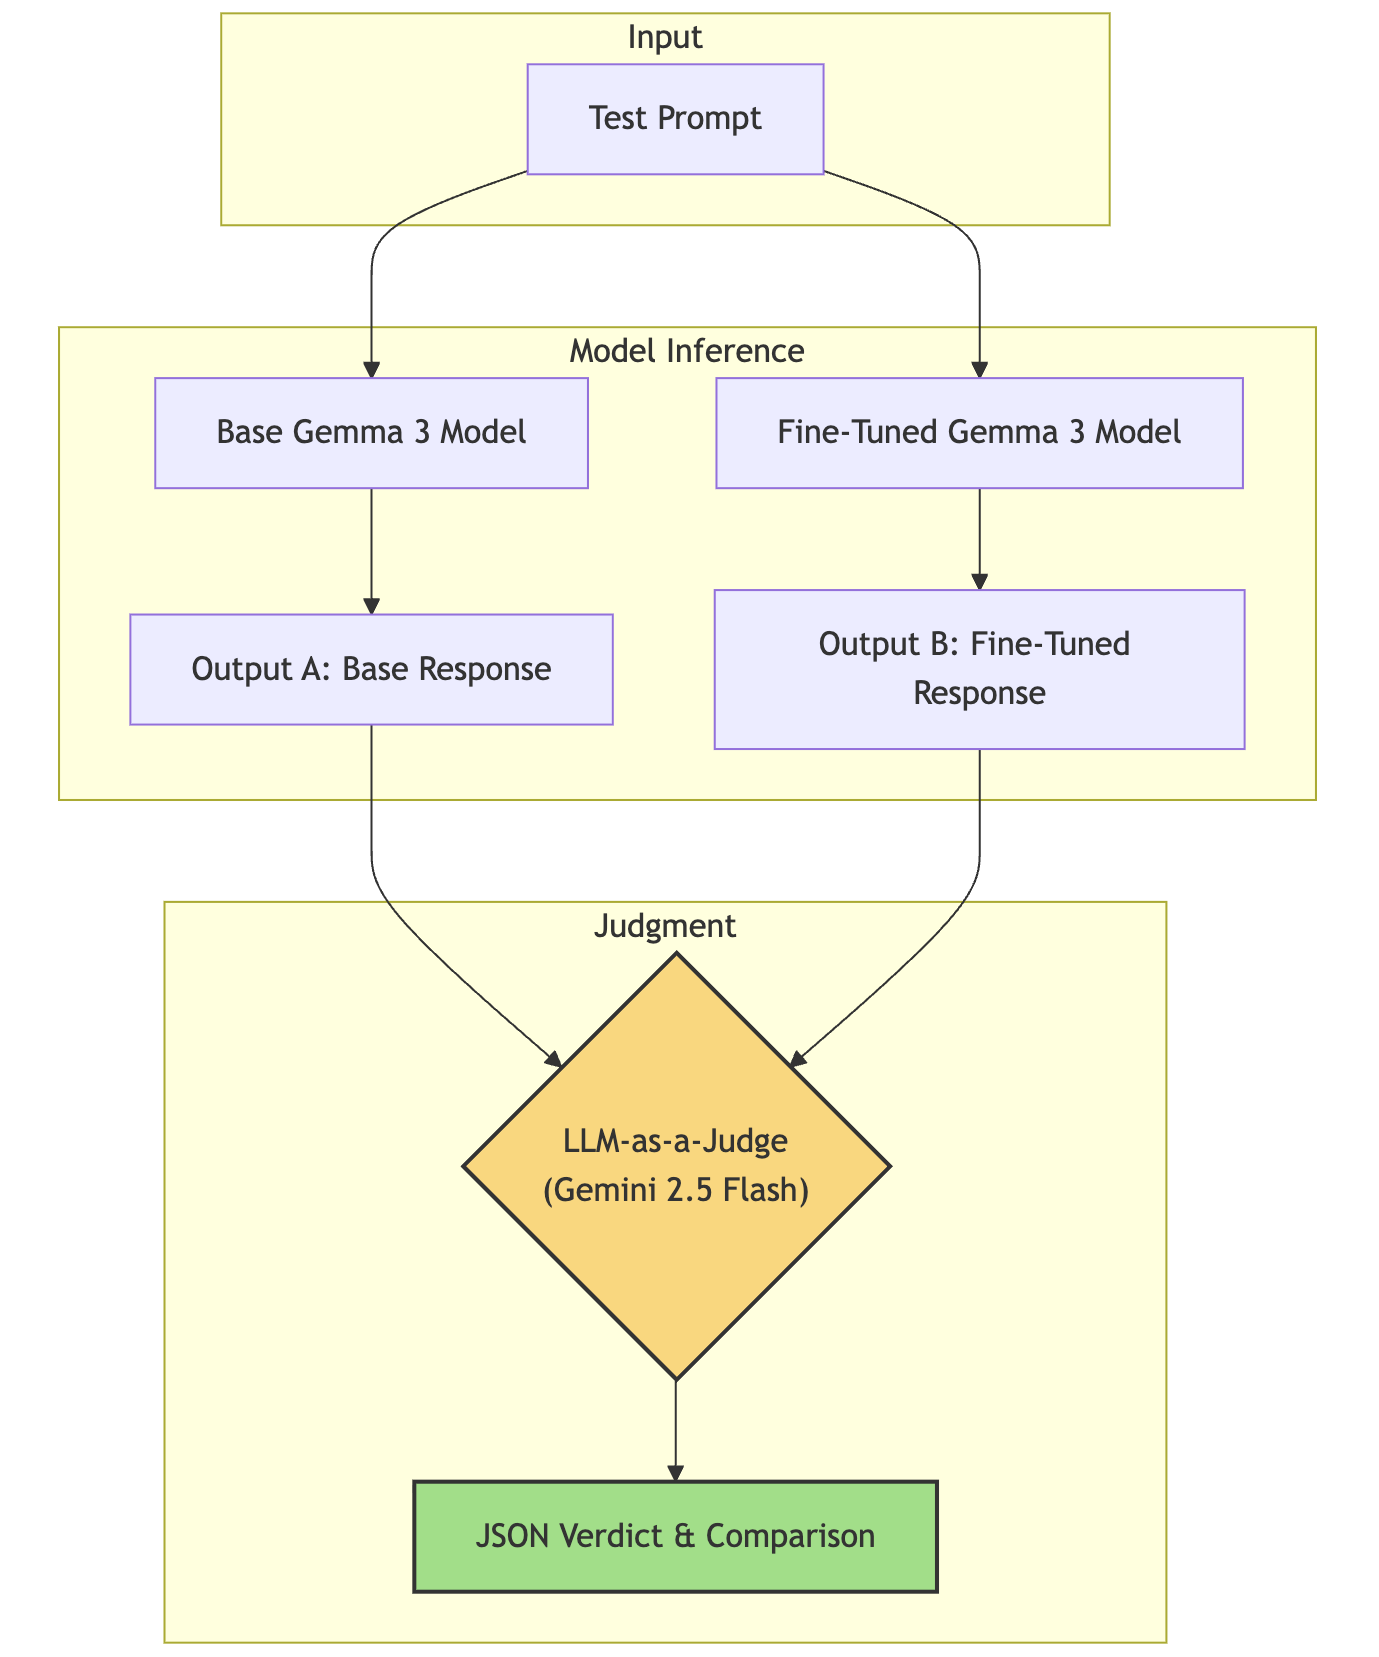 Input
Test Prompt
Model Inference
Base Gemma 3 Model
Fine-Tuned Gemma 3 Model
Output A: Base Response
Output B: Fine-Tuned
Response
Judgment
LLM-as-a-Judge
(Gemini 2.5 Flash)
JSON Verdict & Comparison